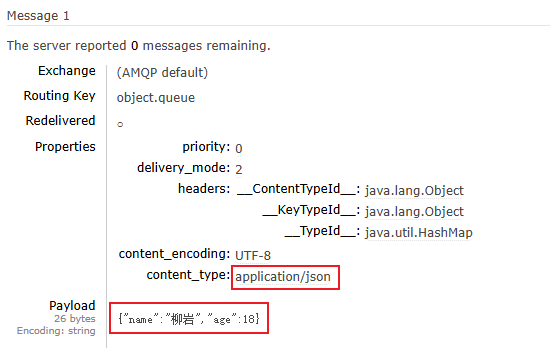 Message 1
The server reported 0 messages remaining.
Exchange (AMQP default)
Routing Key object.queue
Redelivered ○
Properties priority: 0
delivery_mode: 2
headers: __ContentTypeId__: java.lang.Object
__KeyTypeId__: java.lang.Object
__TypeId__: java.util.HashMap
content_encoding: UTF-8
content_type: application/json
Payload
26 bytes
Encoding: string
{"name":"柳岩","age":18}